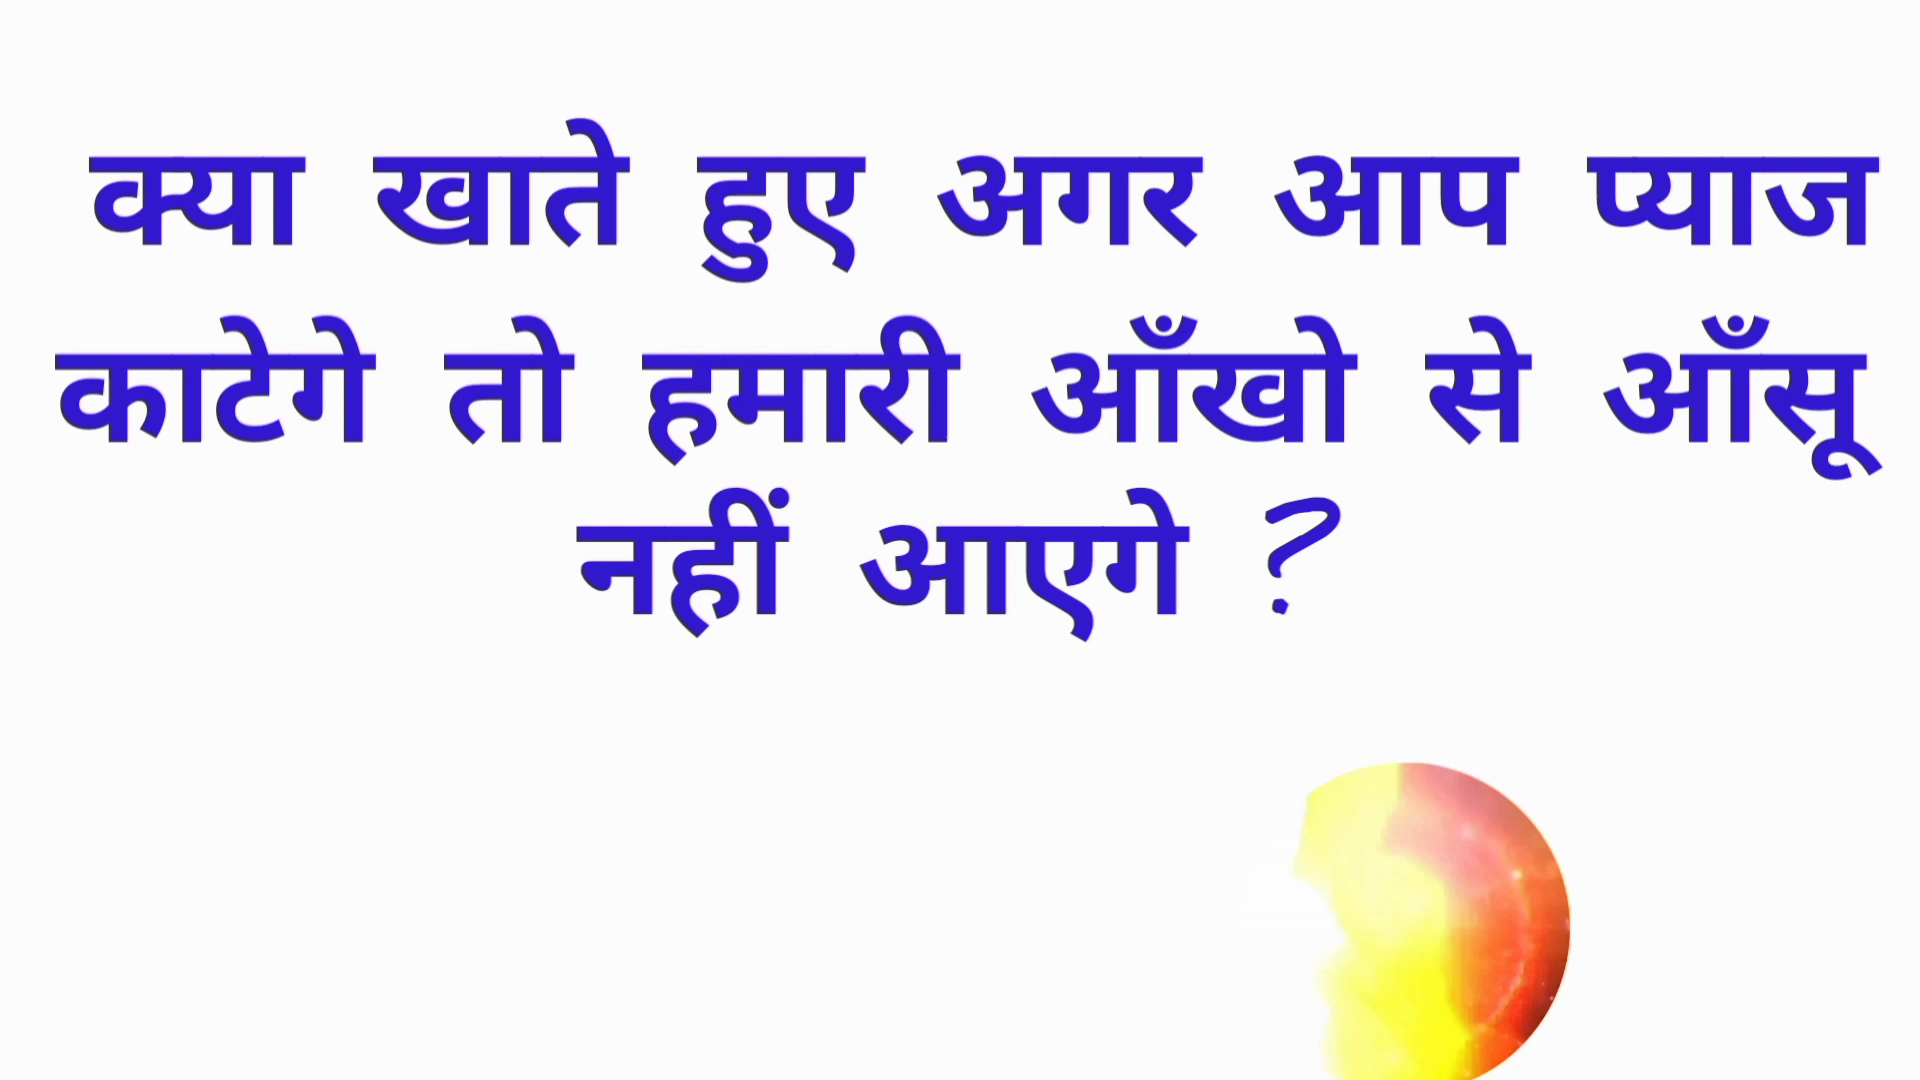 क्या खाते हुए अगर आप प्याज
काटेगे तो हमारी आँखो से आँसू
नहीं आएगे ?